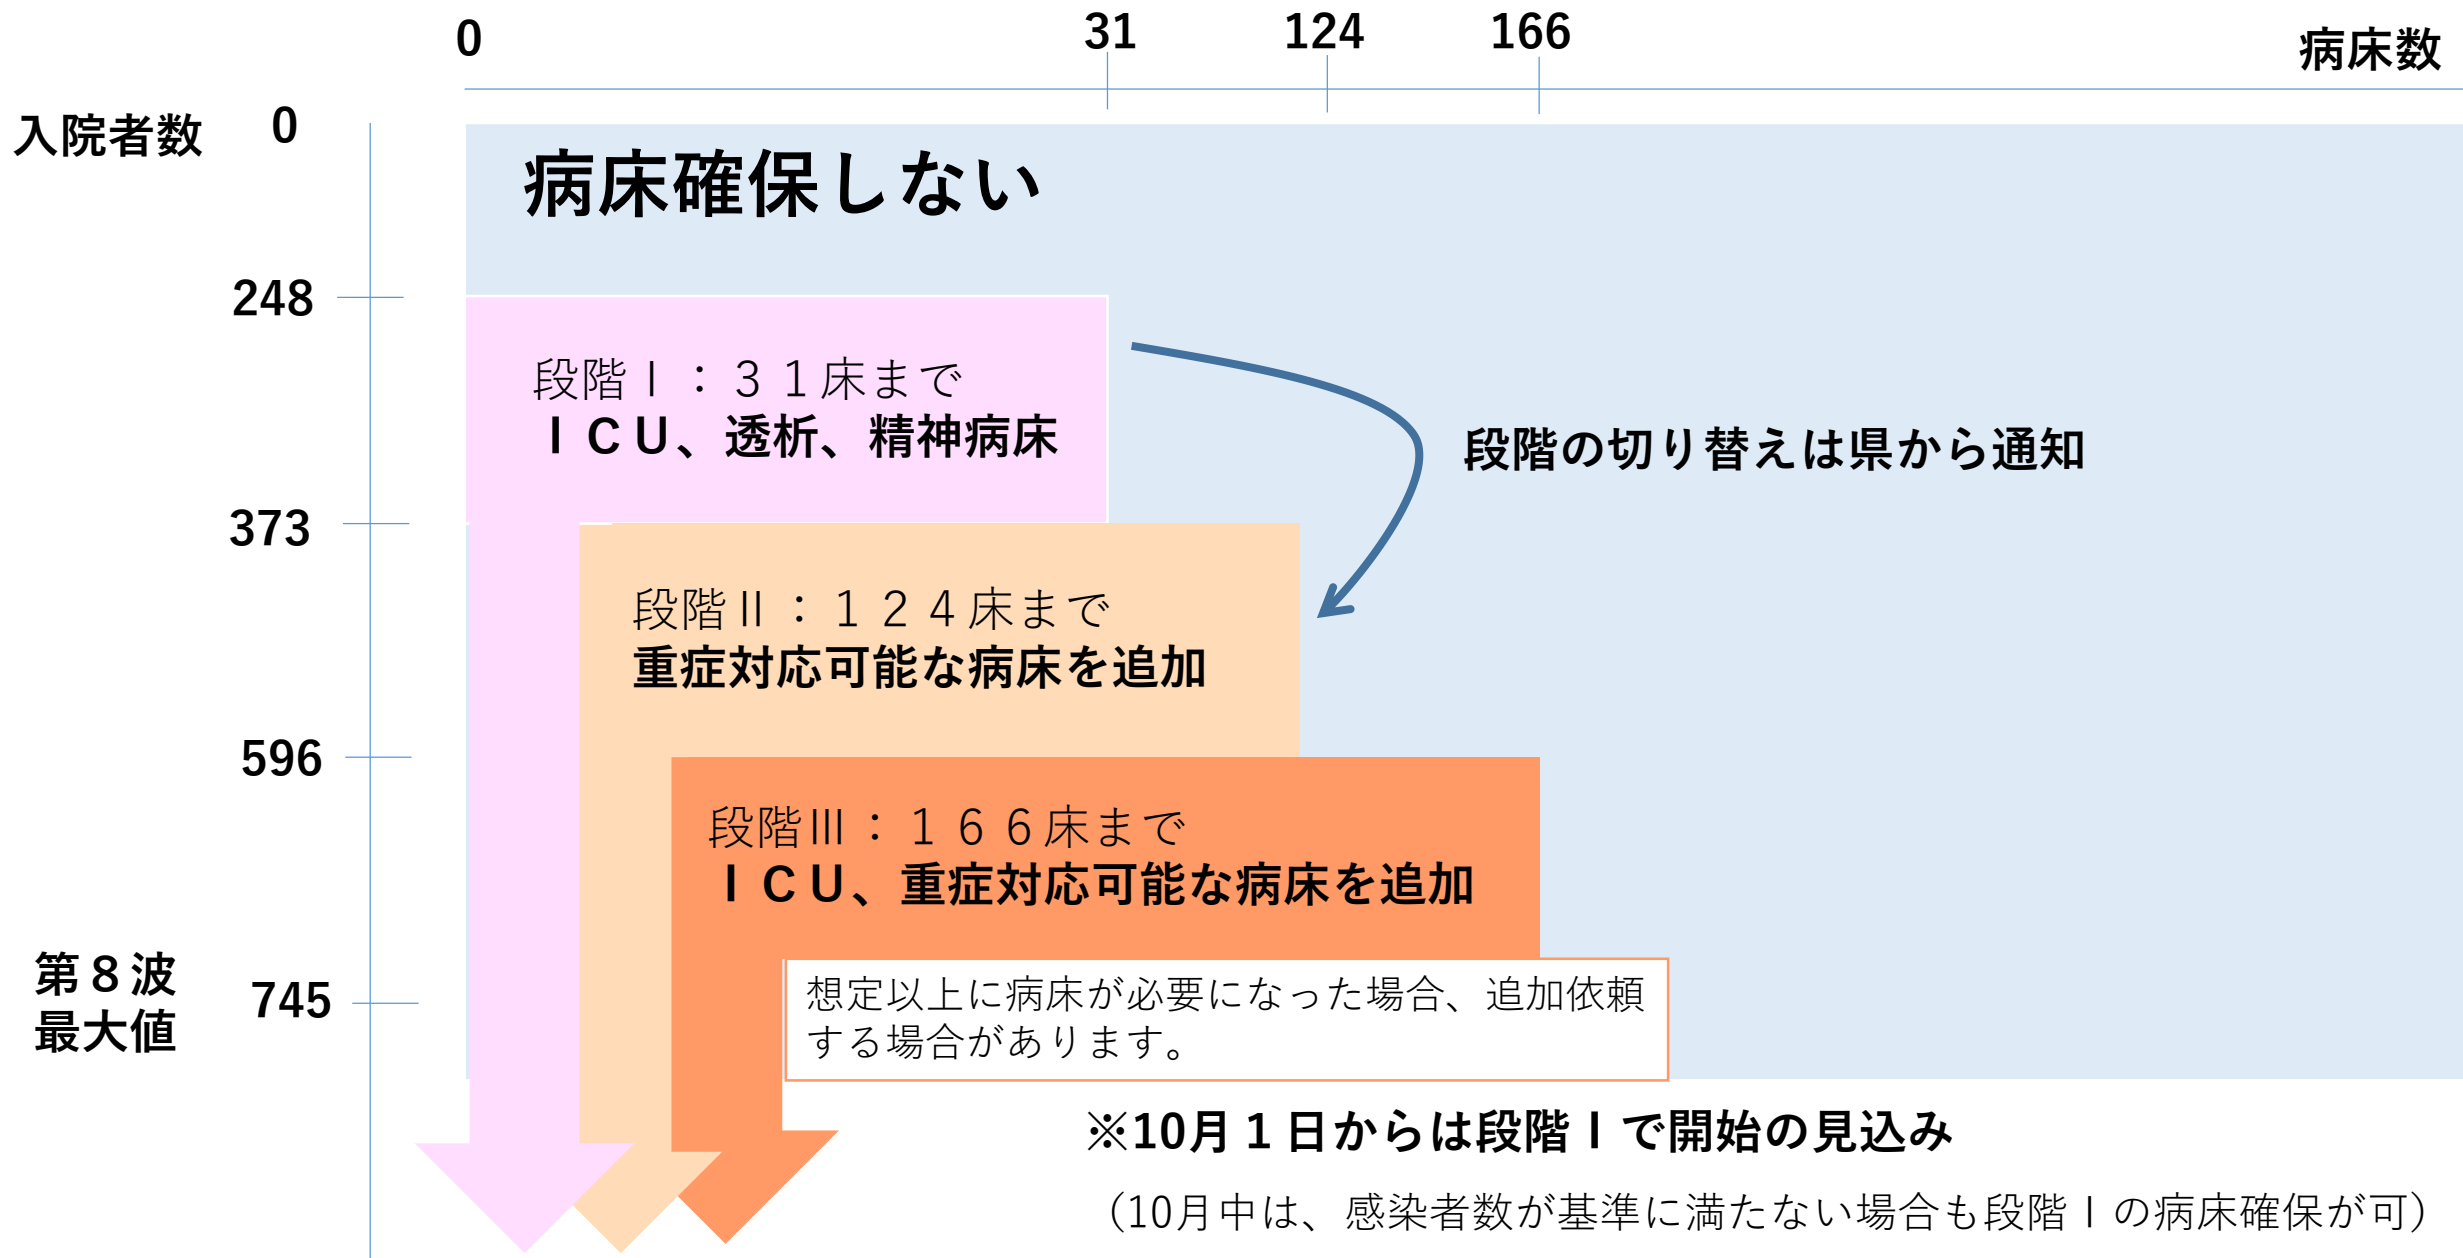 0 31 124 166 病床数
入院者数 0
病床確保しない
248
段階Ⅰ：３１床まで
ＩＣＵ、透析、精神病床
段階の切り替えは県から通知
373
段階Ⅱ：１２４床まで
重症対応可能な病床を追加
596
段階Ⅲ：１６６床まで
ＩＣＵ、重症対応可能な病床を追加
第８波
最大値
745
想定以上に病床が必要になった場合、追加依頼
する場合があります。
※10月１日からは段階Ⅰで開始の見込み
（10月中は、感染者数が基準に満たない場合も段階Ⅰの病床確保が可）